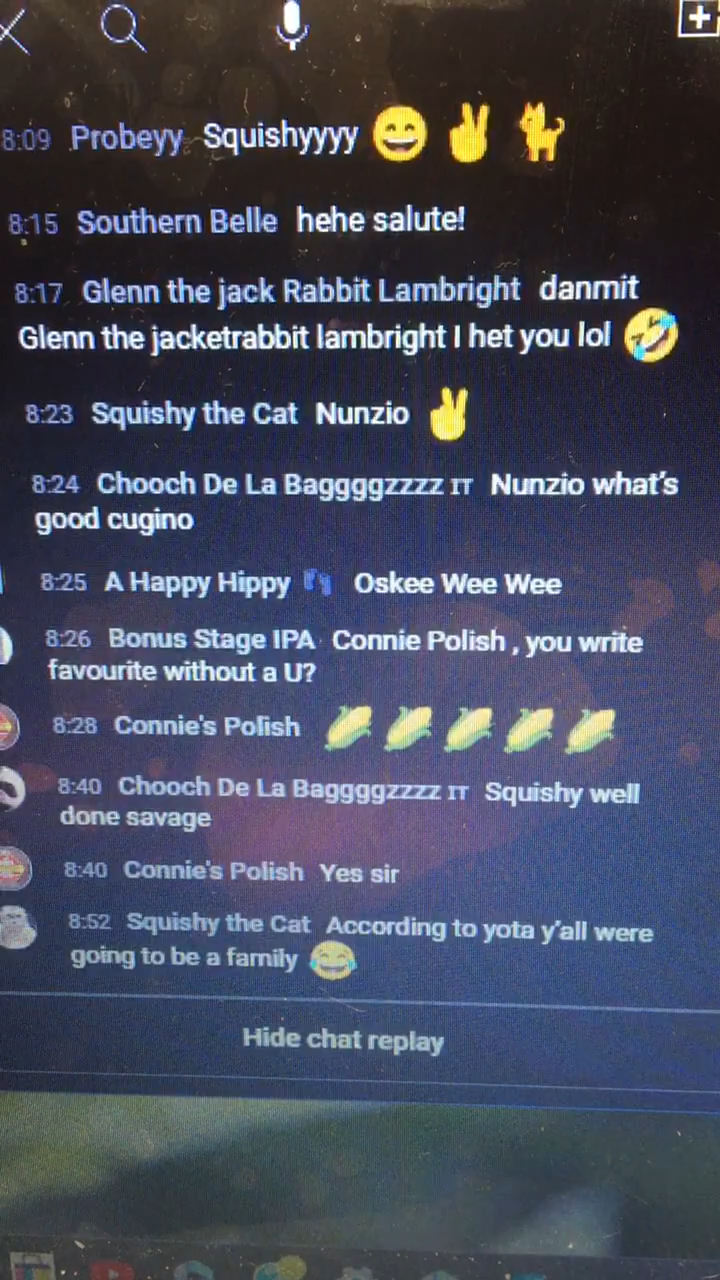 8:09 Probeyy Squishyyyy 😄 ✌ 🐈
8:15 Southern Belle hehe salute!
8:17 Glenn the jack Rabbit Lambright danmit
Glenn the jacketrabbit lambright I het you lol 🤣
8:23 Squishy the Cat Nunzio ✌
8:24 Chooch De La Baggggzzzz IT Nunzio what's
good cugino
8:25 A Happy Hippy 👣 Oskee Wee Wee
8:26 Bonus Stage IPA Connie Polish , you write
favourite without a U?
8:28 Connie's Polish 🌽 🌽 🌽 🌽 🌽
8:40 Chooch De La Baggggzzzz IT Squishy well
done savage
8:40 Connie's Polish Yes sir
8:52 Squishy the Cat According to yota y'all were
going to be a family 😂
Hide chat replay